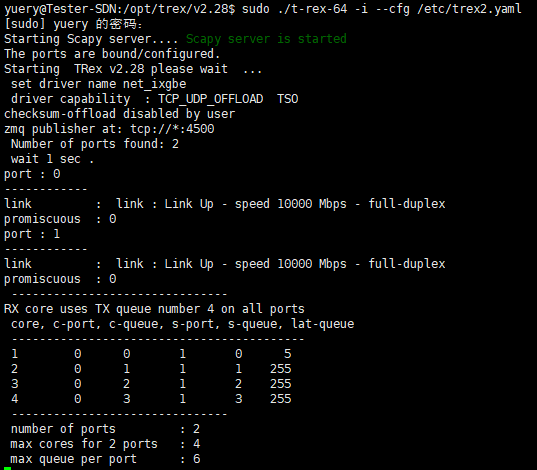 yuery@Tester-SDN:/opt/trex/v2.28$ sudo ./t-rex-64 -i --cfg /etc/trex2.yaml
[sudo] yuery 的密码：
Starting Scapy server.... Scapy server is started
The ports are bound/configured.
Starting  TRex v2.28 please wait  ...
 set driver name net_ixgbe
 driver capability  : TCP_UDP_OFFLOAD  TSO
checksum-offload disabled by user
zmq publisher at: tcp://*:4500
 Number of ports found: 2
 wait 1 sec .
port : 0
------------
link         :  link : Link Up - speed 10000 Mbps - full-duplex
promiscuous  : 0
port : 1
------------
link         :  link : Link Up - speed 10000 Mbps - full-duplex
promiscuous  : 0
 -------------------------------
RX core uses TX queue number 4 on all ports
 core, c-port, c-queue, s-port, s-queue, lat-queue
 ------------------------------------------
 1        0      0       1       0      5
 2        0      1       1       1    255
 3        0      2       1       2    255
 4        0      3       1       3    255
 -------------------------------
 number of ports         : 2
 max cores for 2 ports   : 4
 max queue per port      : 6